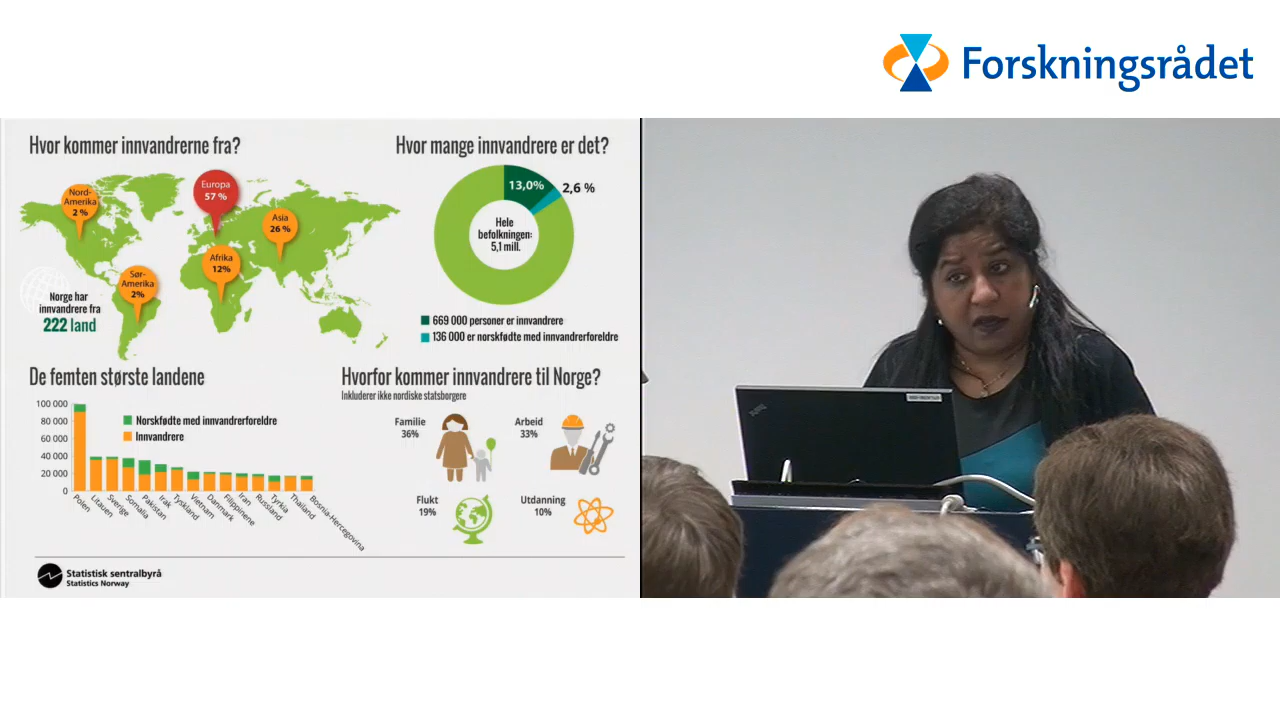 Forskningsrådet
Hvor kommer innvandrerne fra?
Nord-
Amerika
2 %
Europa
57 %
Asia
26 %
Afrika
12%
Sør-
Amerika
2%
Norge har
innvandrere fra
222 land
Hvor mange innvandrere er det?
13,0%
2,6 %
Hele
befolkningen:
5,1 mill.
669 000 personer er innvandrere
136 000 er norskfødte med innvandrerforeldre
De femten største landene
100 000
80 000
60 000
40 000
20 000
0
Norskfødte med innvandrerforeldre
Innvandrere
Polen
Litauen
Sverige
Somalia
Pakistan
Irak
Tyskland
Vietnam
Danmark
Filippinene
Iran
Russland
Tyrkia
Thailand
Bosnia-Hercegovina
Hvorfor kommer innvandrere til Norge?
Inkluderer ikke nordiske statsborgere
Familie
36%
Arbeid
33%
Flukt
19%
Utdanning
10%
Statistisk sentralbyrå
Statistics Norway